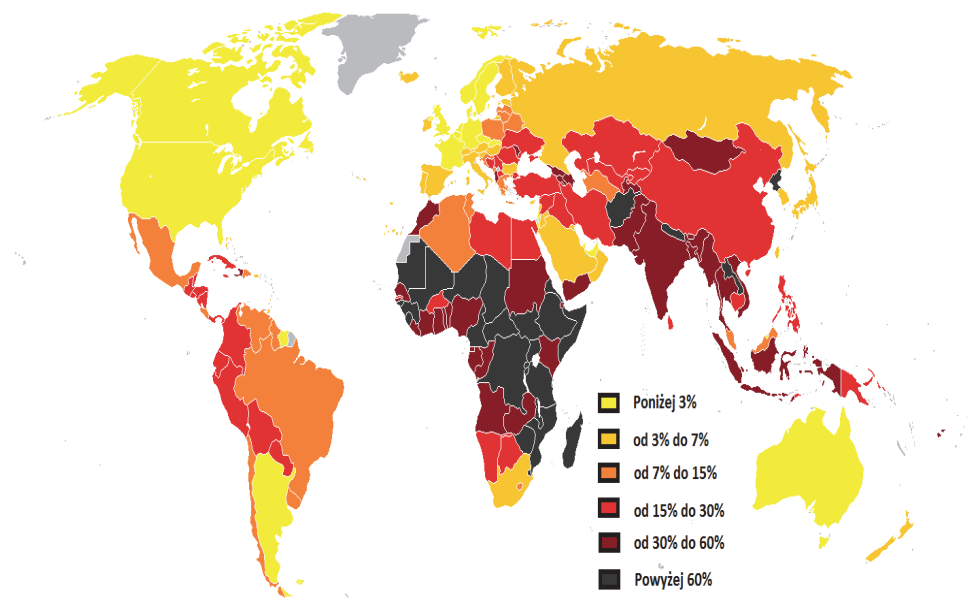 Poniżej 3%
od 3% do 7%
od 7% do 15%
od 15% do 30%
od 30% do 60%
Powyżej 60%